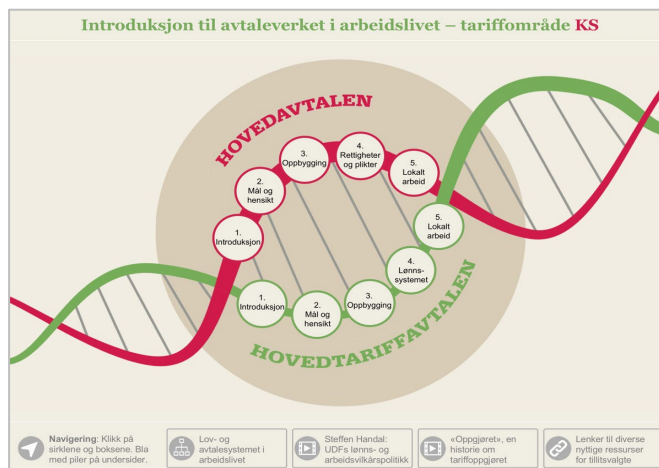 Introduksjon til avtaleverket i arbeidslivet – tariffområde KS
HOVEDAVTALEN
1.
Introduksjon
2.
Mål og
hensikt
3.
Oppbygging
4.
Rettigheter
og plikter
5.
Lokalt
arbeid
1.
Introduksjon
2.
Mål og
hensikt
3.
Oppbygging
4.
Lønns-
systemet
5.
Lokalt
arbeid
HOVEDTARIFFAVTALEN
Navigering: Klikk på
sirklene og boksene. Bla
med piler på undersider.
Lov- og
avtalesystemet i
arbeidslivet
Steffen Handal:
UDFs lønns- og
arbeidsvilkårspolitikk
«Oppgjøret», en
historie om
tariffoppgjøret
Lenker til diverse
nyttige ressurser
for tillitsvalgte